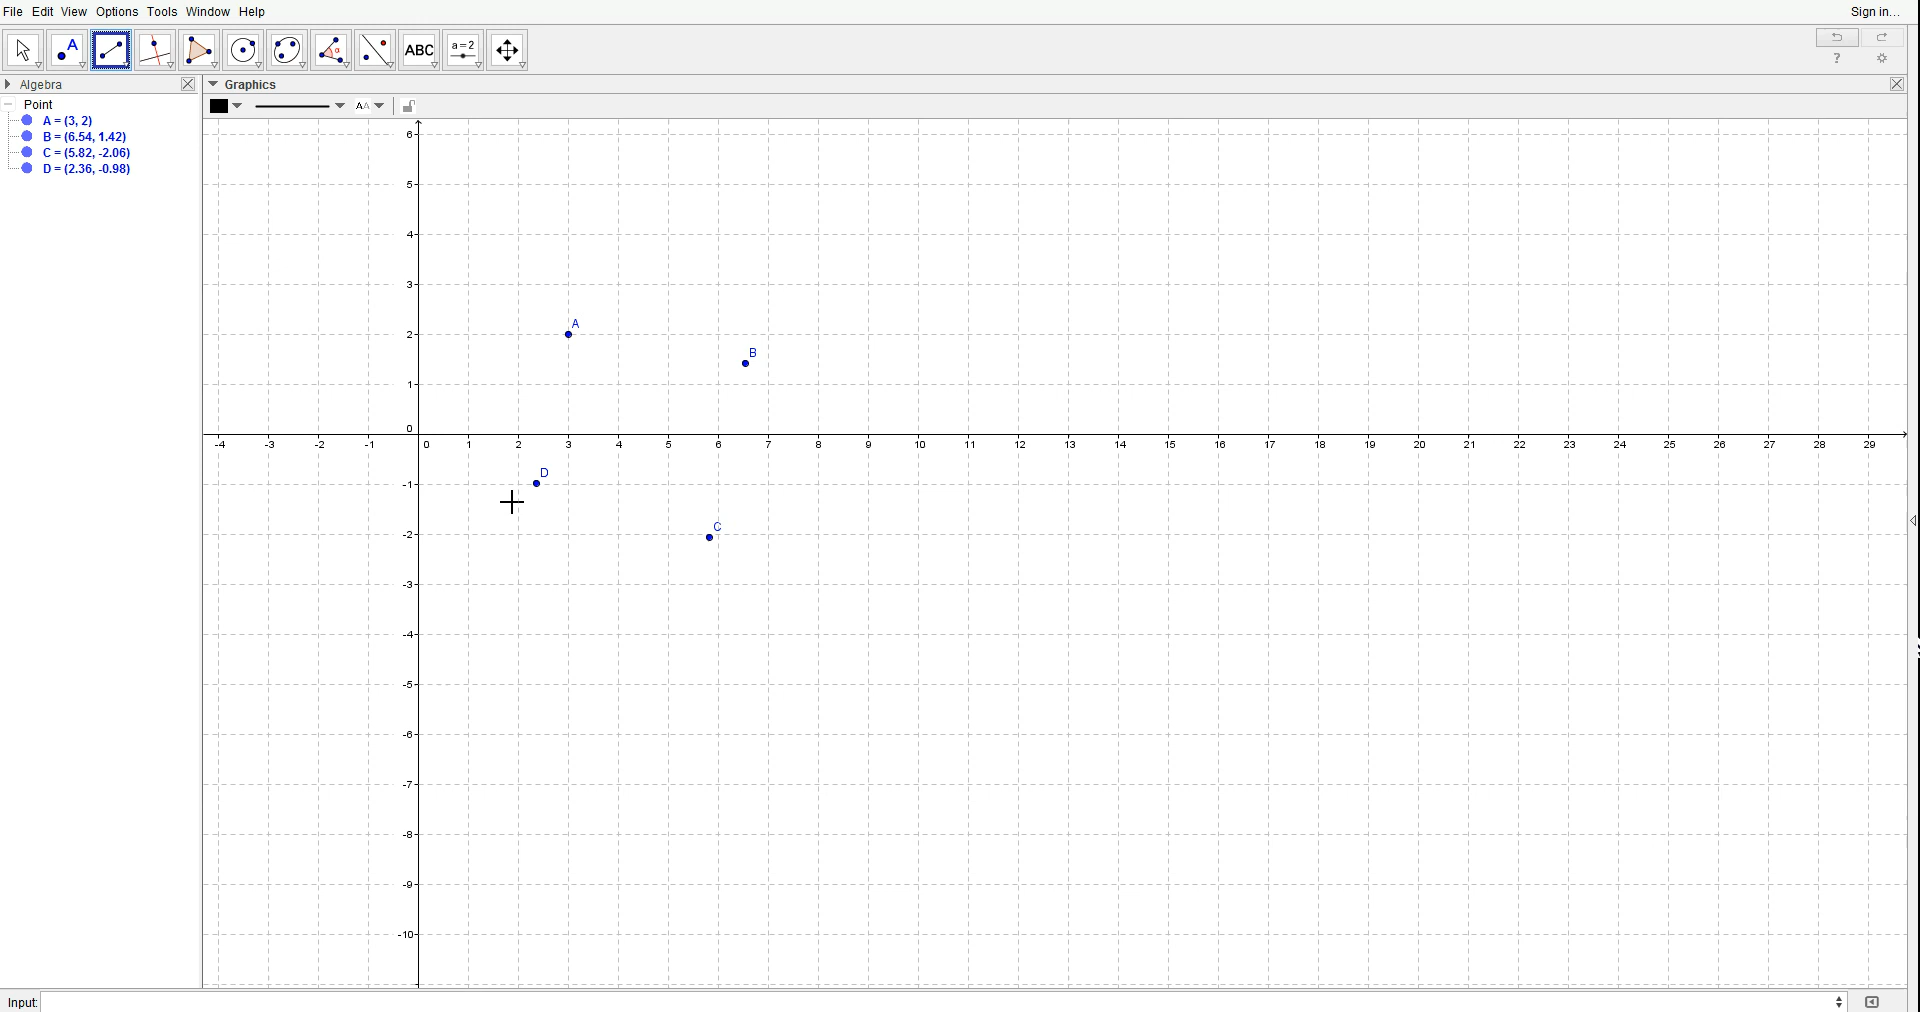 File Edit View Options Tools Window Help Sign in...
A α ABC a=2 ?
Algebra Graphics
Point AA
A = (3, 2)
B = (6.54, 1.42)
C = (5.82, -2.06)
D = (2.36, -0.98)
6
5
4
3
A
2
B
1
0
-4 -3 -2 -1 0 1 2 3 4 5 6 7 8 9 10 11 12 13 14 15 16 17 18 19 20 21 22 23 24 25 26 27 28 29
D
-1
C
-2
-3
-4
-5
-6
-7
-8
-9
-10
Input: